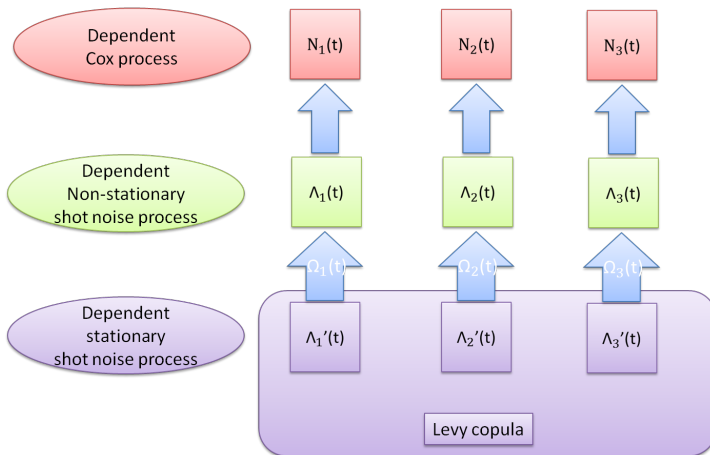 Dependent
Cox process
N₁(t)
N₂(t)
N₃(t)
Dependent
Non-stationary
shot noise process
Λ₁(t)
Λ₂(t)
Λ₃(t)
Ω₁(t)
Ω₂(t)
Ω₃(t)
Dependent
stationary
shot noise process
Λ₁’(t)
Λ₂’(t)
Λ₃’(t)
Levy copula